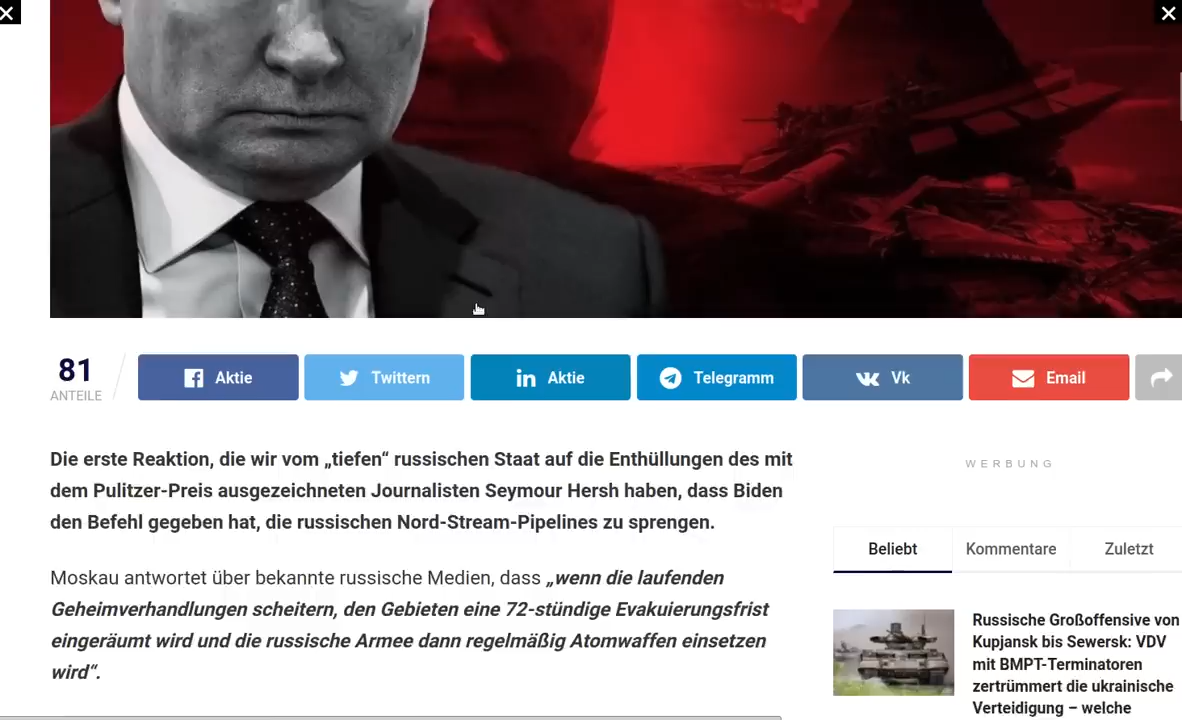 81
ANTEILE
Aktie
Twittern
Aktie
Telegramm
Vk
Email
Die erste Reaktion, die wir vom „tiefen“ russischen Staat auf die Enthüllungen des mit
dem Pulitzer-Preis ausgezeichneten Journalisten Seymour Hersh haben, dass Biden
den Befehl gegeben hat, die russischen Nord-Stream-Pipelines zu sprengen.
Moskau antwortet über bekannte russische Medien, dass „wenn die laufenden
Geheimverhandlungen scheitern, den Gebieten eine 72-stündige Evakuierungsfrist
eingeräumt wird und die russische Armee dann regelmäßig Atomwaffen einsetzen
wird“.
WERBUNG
Beliebt
Kommentare
Zuletzt
Russische Großoffensive von
Kupjansk bis Sewersk: VDV
mit BMPT-Terminatoren
zertrümmert die ukrainische
Verteidigung – welche